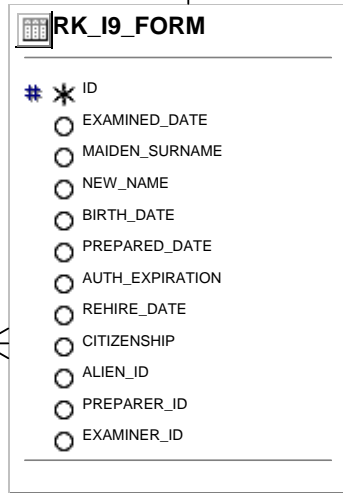 RK_I9_FORM
# * ID
EXAMINED_DATE
MAIDEN_SURNAME
NEW_NAME
BIRTH_DATE
PREPARED_DATE
AUTH_EXPIRATION
REHIRE_DATE
CITIZENSHIP
ALIEN_ID
PREPARER_ID
EXAMINER_ID